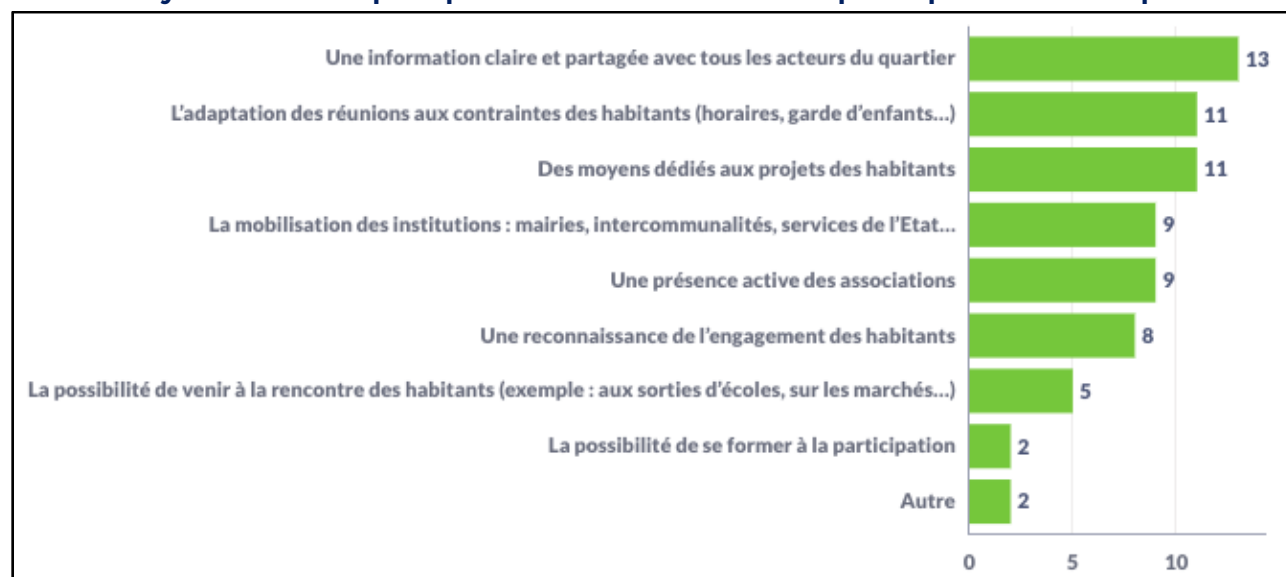 Une information claire et partagée avec tous les acteurs du quartier 13
L'adaptation des réunions aux contraintes des habitants (horaires, garde d'enfants...) 11
Des moyens dédiés aux projets des habitants 11
La mobilisation des institutions : mairies, intercommunalités, services de l'Etat... 9
Une présence active des associations 9
Une reconnaissance de l'engagement des habitants 8
La possibilité de venir à la rencontre des habitants (exemple : aux sorties d'écoles, sur les marchés...) 5
La possibilité de se former à la participation 2
Autre 2
0 5 10